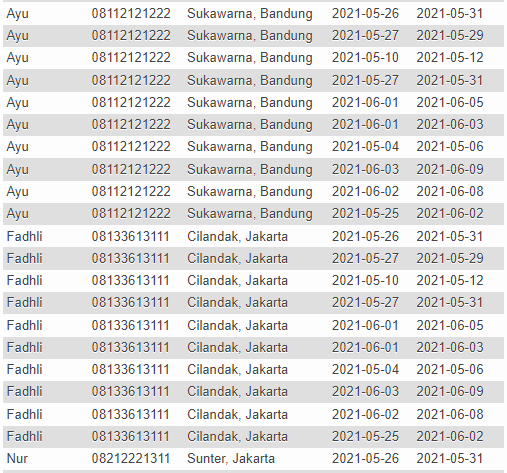 Ayu 08112121222 Sukawarna, Bandung 2021-05-26 2021-05-31
Ayu 08112121222 Sukawarna, Bandung 2021-05-27 2021-05-29
Ayu 08112121222 Sukawarna, Bandung 2021-05-10 2021-05-12
Ayu 08112121222 Sukawarna, Bandung 2021-05-27 2021-05-31
Ayu 08112121222 Sukawarna, Bandung 2021-06-01 2021-06-05
Ayu 08112121222 Sukawarna, Bandung 2021-06-01 2021-06-03
Ayu 08112121222 Sukawarna, Bandung 2021-05-04 2021-05-06
Ayu 08112121222 Sukawarna, Bandung 2021-06-03 2021-06-09
Ayu 08112121222 Sukawarna, Bandung 2021-06-02 2021-06-08
Ayu 08112121222 Sukawarna, Bandung 2021-05-25 2021-06-02
Fadhli 08133613111 Cilandak, Jakarta 2021-05-26 2021-05-31
Fadhli 08133613111 Cilandak, Jakarta 2021-05-27 2021-05-29
Fadhli 08133613111 Cilandak, Jakarta 2021-05-10 2021-05-12
Fadhli 08133613111 Cilandak, Jakarta 2021-05-27 2021-05-31
Fadhli 08133613111 Cilandak, Jakarta 2021-06-01 2021-06-05
Fadhli 08133613111 Cilandak, Jakarta 2021-06-01 2021-06-03
Fadhli 08133613111 Cilandak, Jakarta 2021-05-04 2021-05-06
Fadhli 08133613111 Cilandak, Jakarta 2021-06-03 2021-06-09
Fadhli 08133613111 Cilandak, Jakarta 2021-06-02 2021-06-08
Fadhli 08133613111 Cilandak, Jakarta 2021-05-25 2021-06-02
Nur 08212221311 Sunter, Jakarta 2021-05-26 2021-05-31